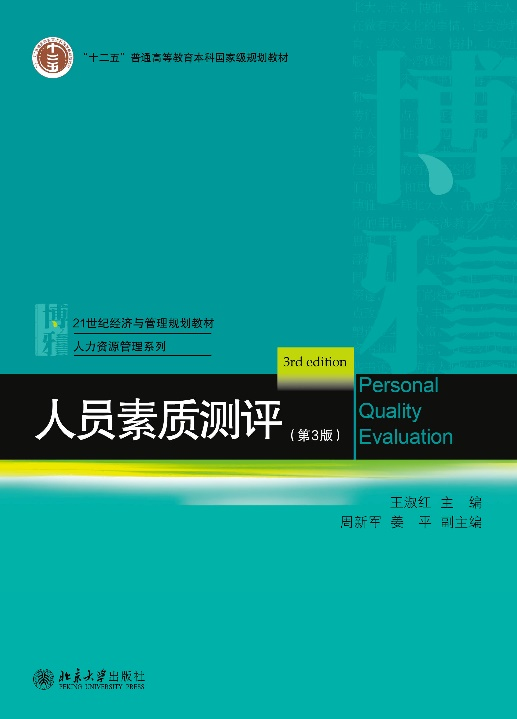 "十二五"普通高等教育本科国家级规划教材
博雅
21世纪经济与管理规划教材
人力资源管理系列
博雅
3rd edition
人员素质测评(第3版)
Personal
Quality
Evaluation
王淑红 主 编
周新军 姜 平 副主编
北京大学出版社
PEKING UNIVERSITY PRESS